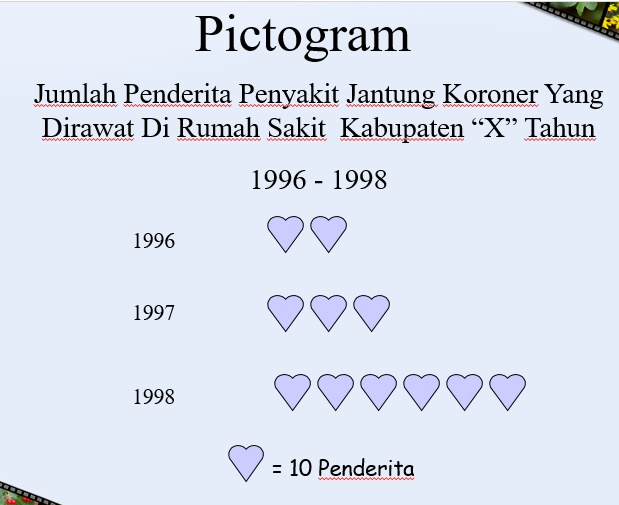 Pictogram
Jumlah Penderita Penyakit Jantung Koroner Yang
Dirawat Di Rumah Sakit Kabupaten “X” Tahun
1996 - 1998
1996
1997
1998
= 10 Penderita